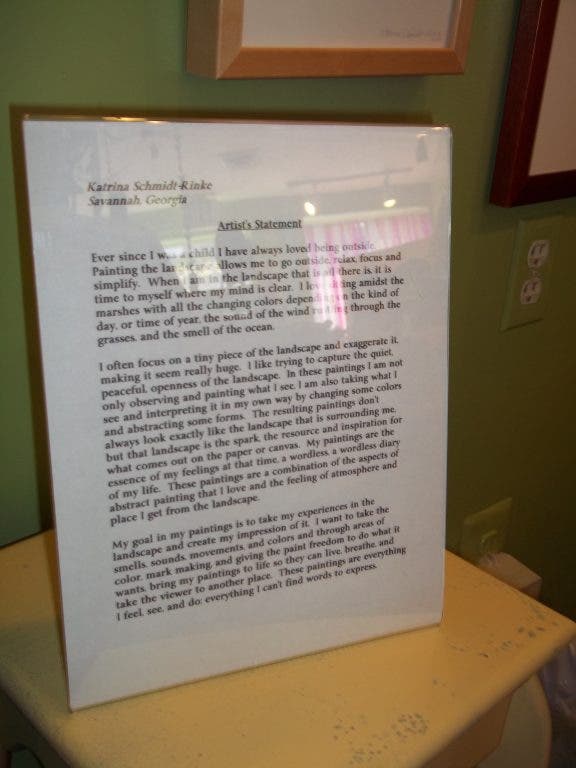 Katrina Schmidt-Rinke
Savannah, Georgia
Artist's Statement
Ever since I was a child I have always loved being outside.
Painting the landscape allows me to go outside, relax, focus and
simplify. When I am in the landscape that is all there is, it is
time to myself where my mind is clear. I love sitting amidst the
marshes with all the changing colors depending on the kind of
day, or time of year, the sound of the wind rustling through the
grasses, and the smell of the ocean.
I often focus on a tiny piece of the landscape and exaggerate it,
making it seem really huge. I like trying to capture the quiet,
peaceful, openness of the landscape. In these paintings I am not
only observing and painting what I see, I am also taking what I
see and interpreting it in my own way by changing some colors
and abstracting some forms. The resulting paintings don't
always look exactly like the landscape that is surrounding me,
but that landscape is the spark, the resource and inspiration for
what comes out on the paper or canvas. My paintings are the
essence of my feelings at that time, a wordless, a wordless diary
of my life. These paintings are a combination of the aspects of
abstract painting that I love and the feeling of atmosphere and
place I get from the landscape.
My goal in my paintings is to take my experiences in the
landscape and create my impression of it. I want to take the
smells, sounds, movements, and colors and through areas of
color, mark making, and giving the paint freedom to do what it
wants, bring my paintings to life so they can live, breathe, and
take the viewer to another place. These paintings are everything
I feel, see, and do; everything I can't find words to express.